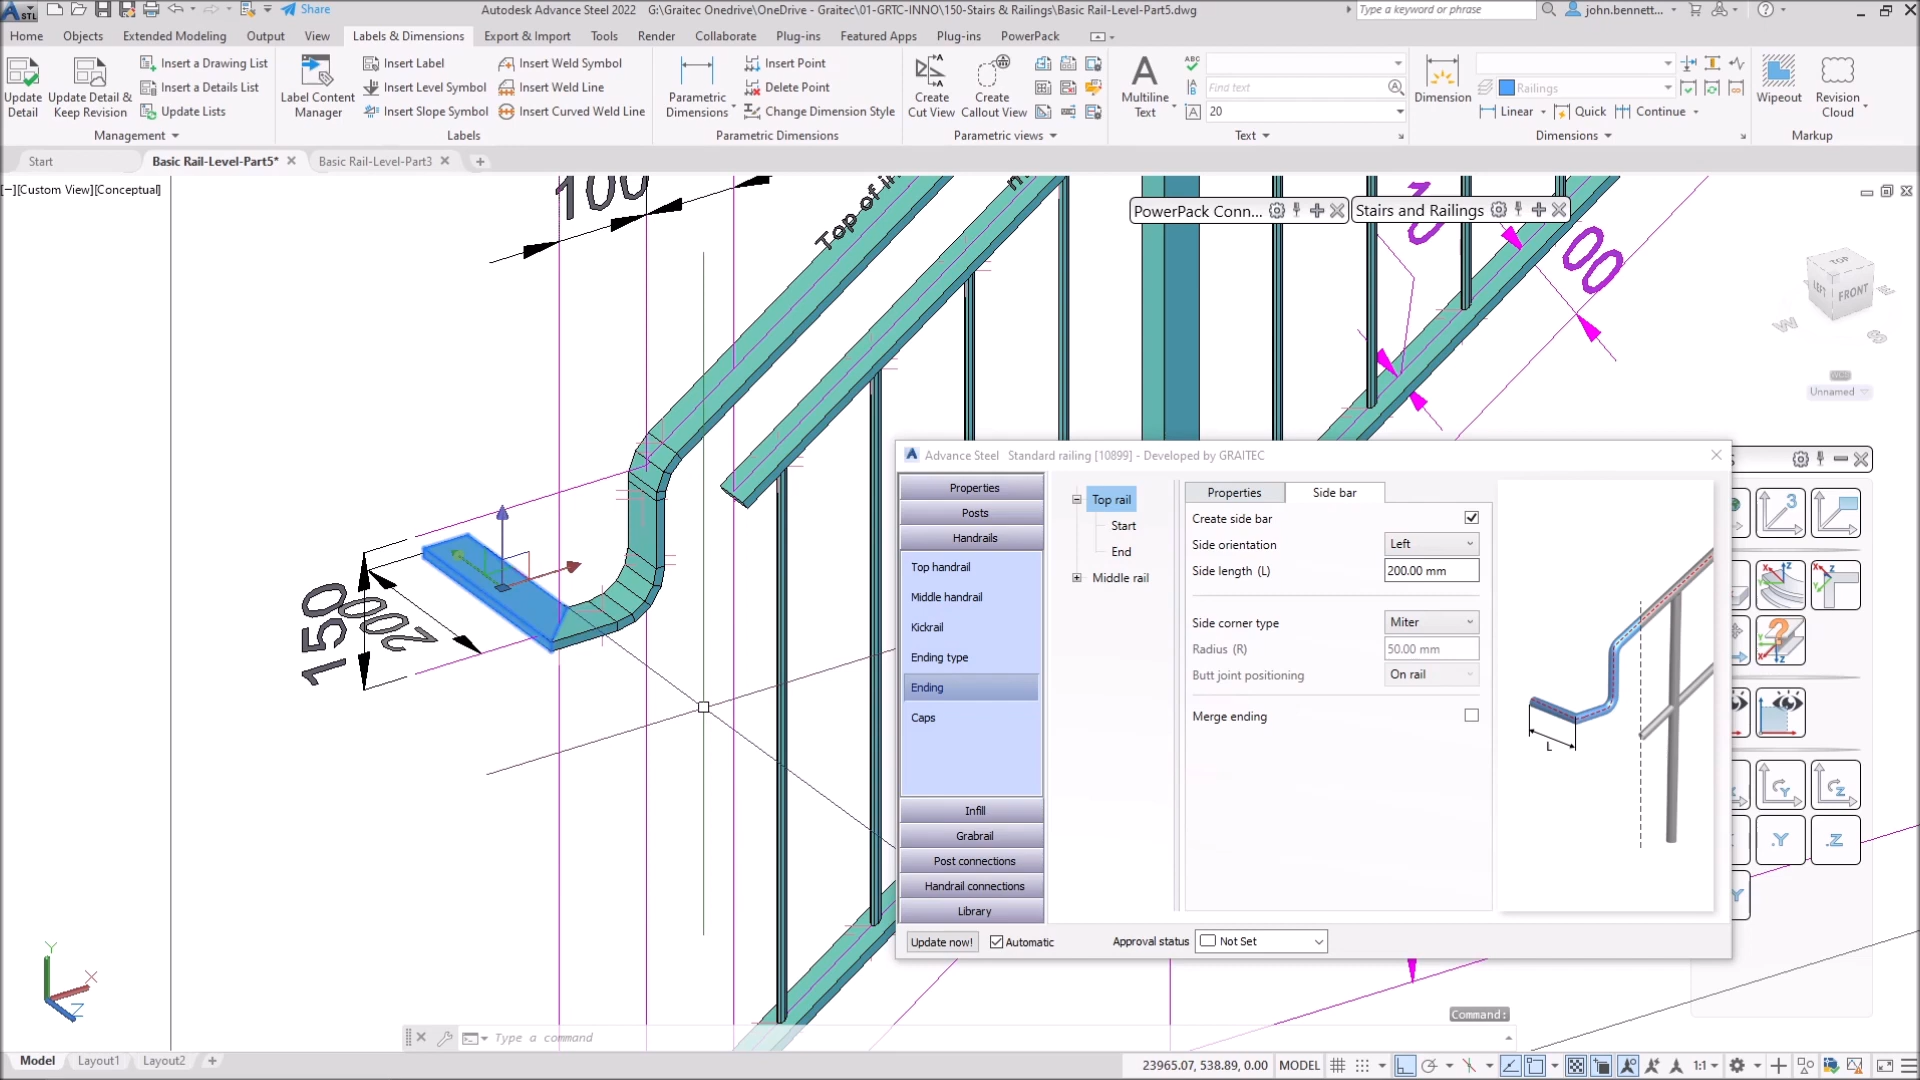 STL
Share
Autodesk Advance Steel 2022 G:\Graitec Onedrive\OneDrive - Graitec\01-GRTC-INNO\150-Stairs & Railings\Basic Rail-Level-Part5.dwg
Type a keyword or phrase
john.bennett...
Home Objects Extended Modeling Output View Labels & Dimensions Export & Import Tools Render Collaborate Plug-ins Featured Apps Plug-ins PowerPack
Update Detail
Update Detail & Keep Revision
Insert a Drawing List
Insert a Details List
Update Lists
Management
Label Content Manager
Insert Label
Insert Level Symbol
Insert Slope Symbol
Insert Weld Symbol
Insert Weld Line
Insert Curved Weld Line
Labels
Parametric Dimensions
Insert Point
Delete Point
Change Dimension Style
Parametric Dimensions
Create Cut View
Create Callout View
Parametric views
Multiline Text
ABC
Find text
20
Text
Dimension
Railings
Linear
Quick
Continue
Dimensions
Wipeout
Revision Cloud
Markup
Start
Basic Rail-Level-Part5*
Basic Rail-Level-Part3
[−][Custom View][Conceptual]
100
Top of
PowerPack Conn...
Stairs and Railings
00
TOP
LEFT
FRONT
W
S
WCS
Unnamed
150
200
Advance Steel Standard railing [10899] - Developed by GRAITEC
Properties
Posts
Handrails
Top handrail
Middle handrail
Kickrail
Ending type
Ending
Caps
Infill
Grabrail
Post connections
Handrail connections
Library
Top rail
Start
End
Middle rail
Properties Side bar
Create side bar
Side orientation Left
Side length (L) 200.00 mm
Side corner type Miter
Radius (R) 50.00 mm
Butt joint positioning On rail
Merge ending
L
Update now! Automatic Approval status Not Set
3
Y
Z
.Y
.Z
Y
X
Z
Command:
Type a command
Model Layout1 Layout2
23965.07, 538.89, 0.00 MODEL
1:1